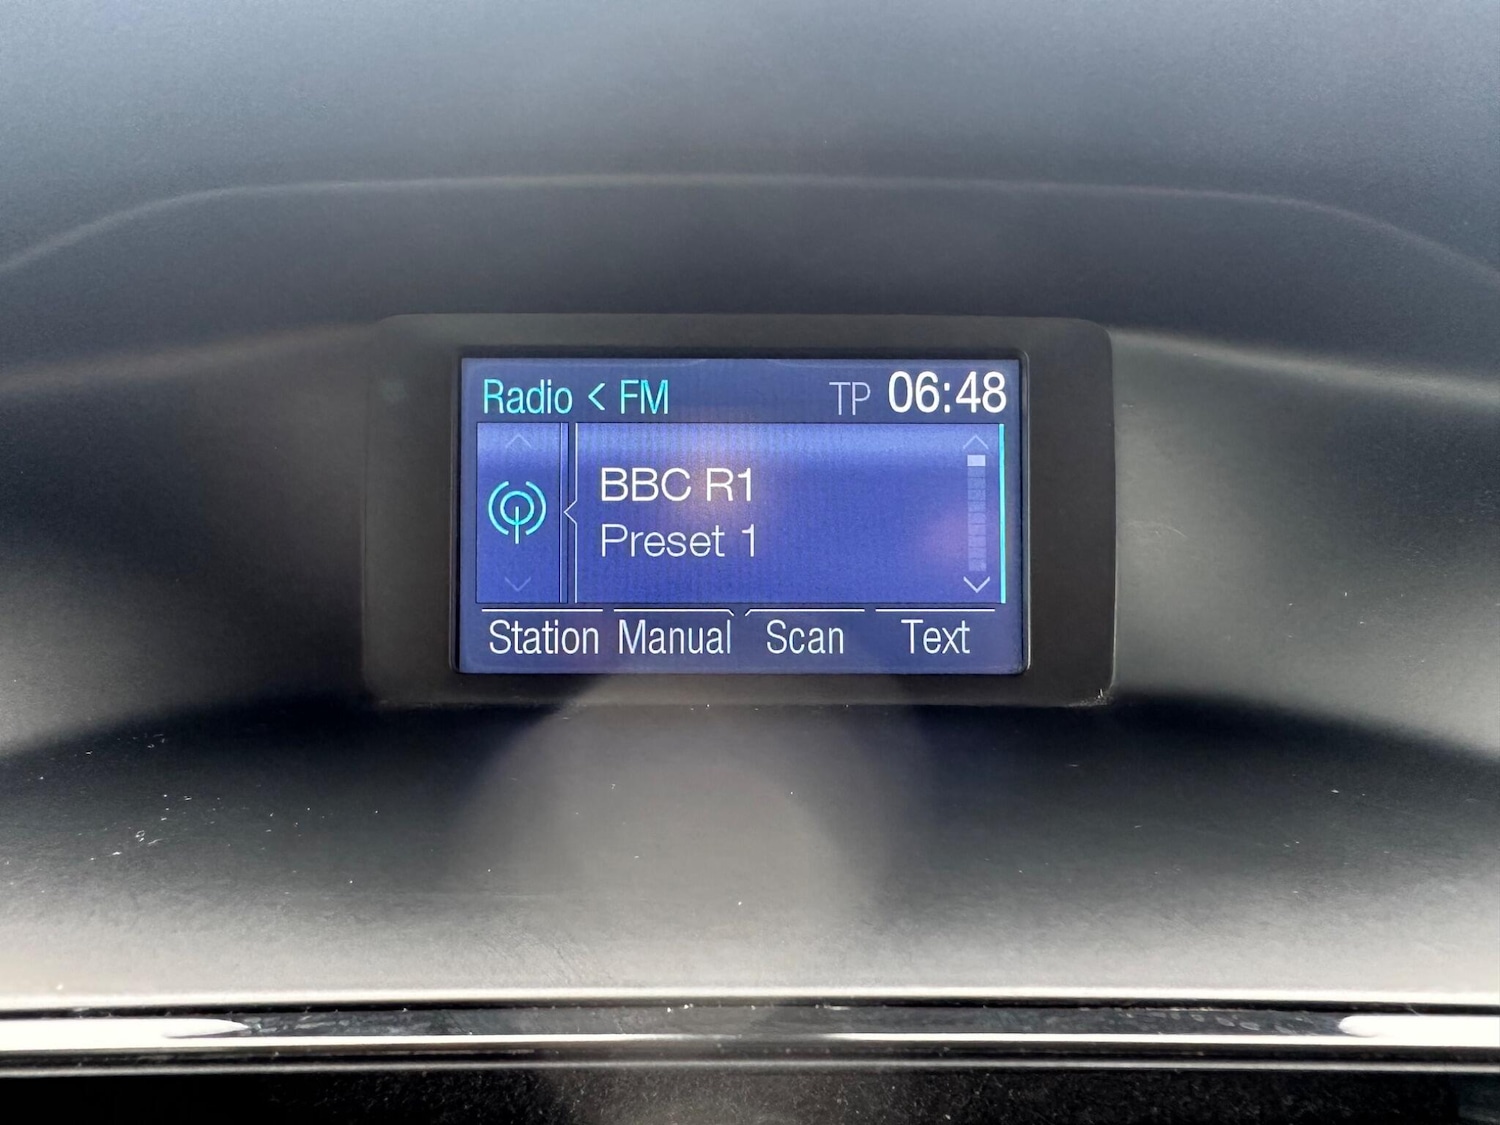 Radio < FM TP 06:48
BBC R1
Preset 1
Station Manual Scan Text